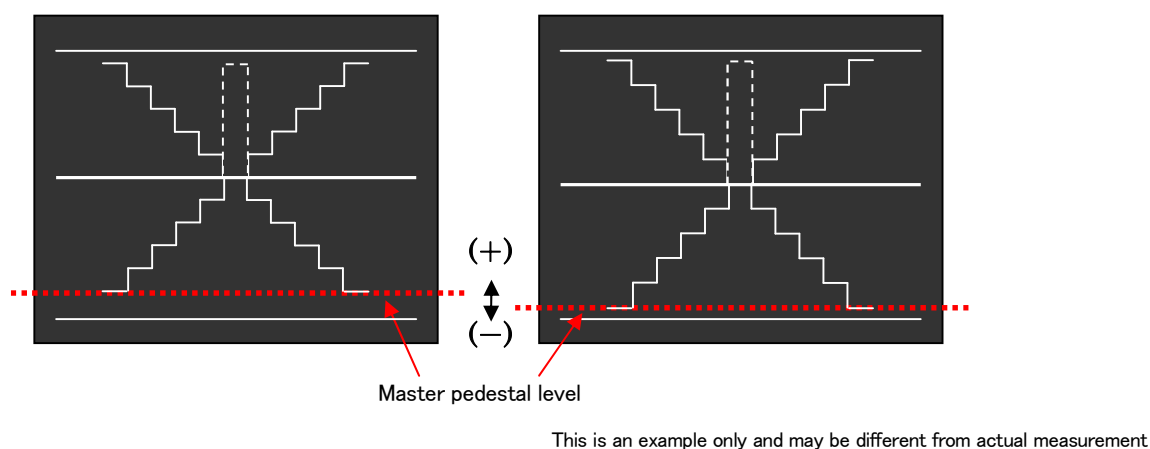 (+)
(−)
Master pedestal level
This is an example only and may be different from actual measurement